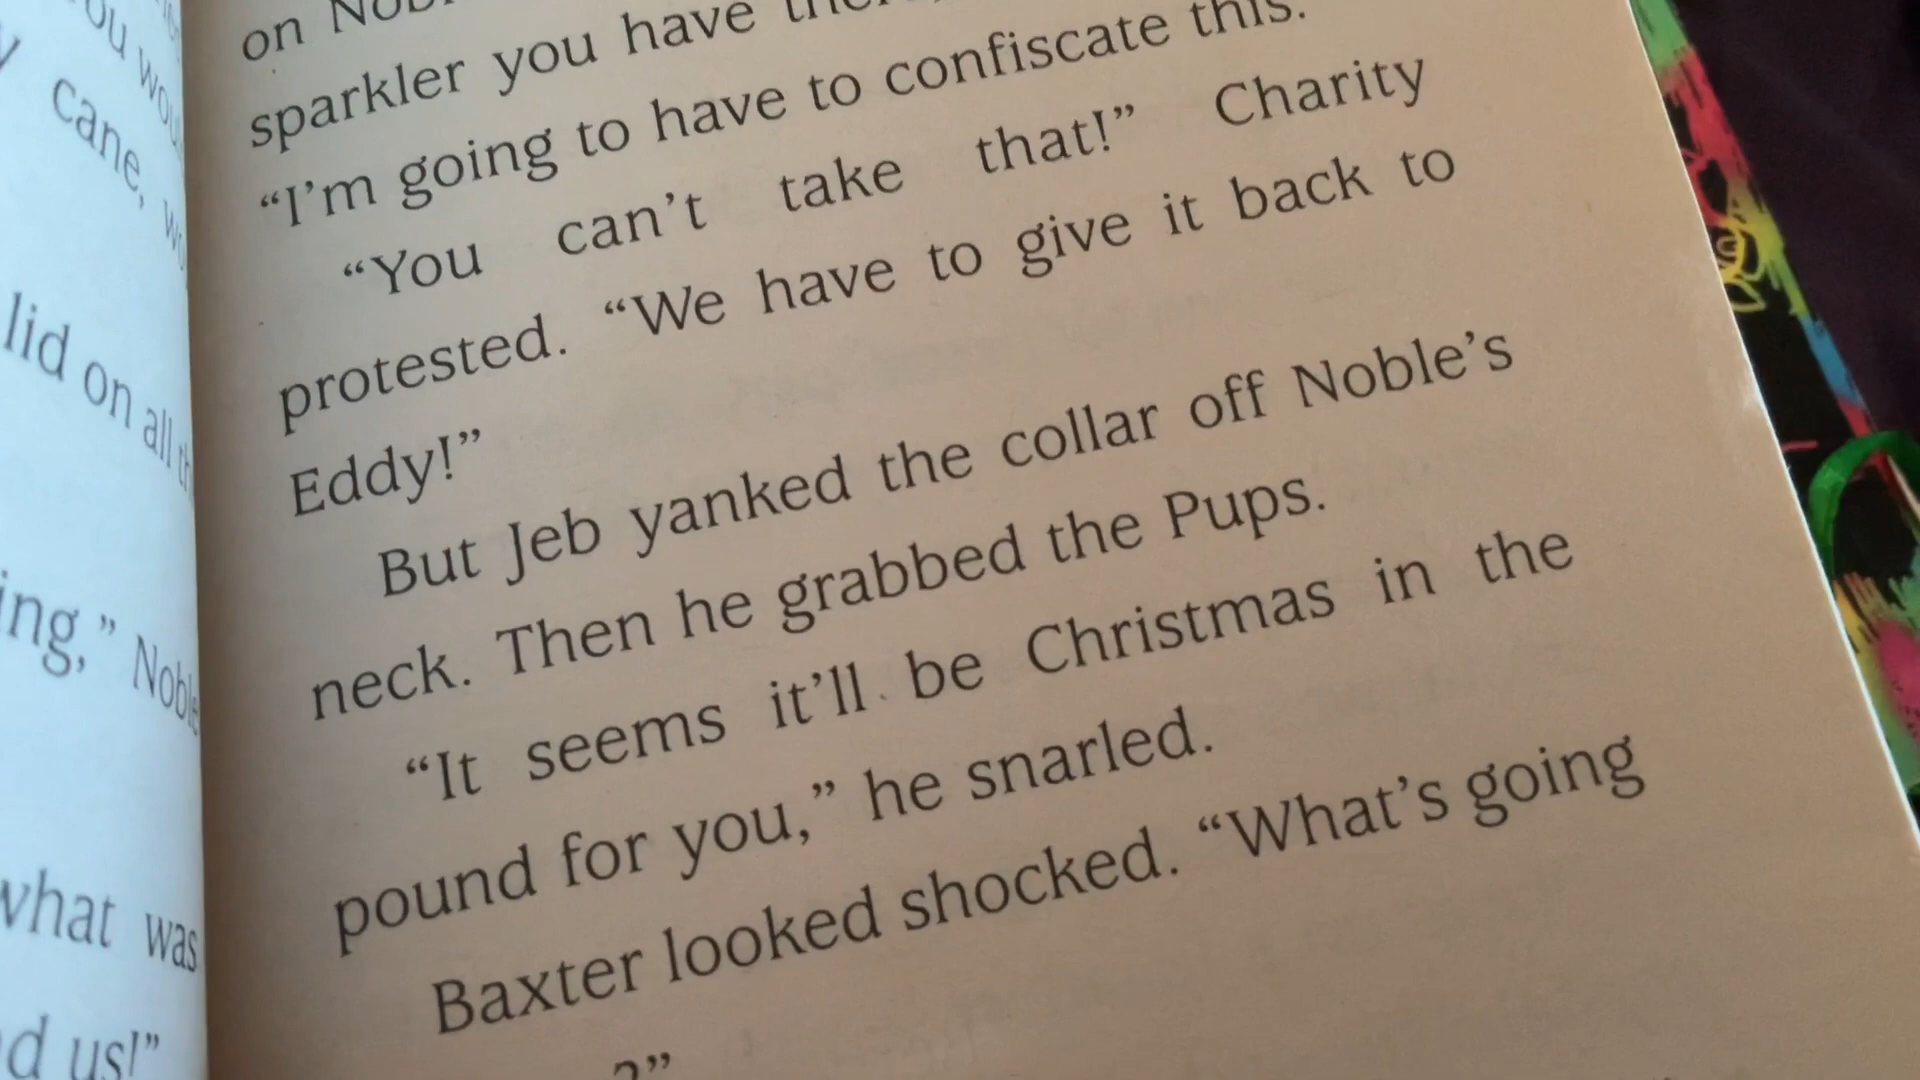 cane,
lid on all
ing,” Noble
what was
us!”
on
sparkler you have
“I’m going to have to confiscate this.
“You can’t take that!” Charity
protested. “We have to give it back to
Eddy!”
But Jeb yanked the collar off Noble’s
neck. Then he grabbed the Pups.
“It seems it’ll be Christmas in the
pound for you,” he snarled.
Baxter looked shocked. “What’s going
?”